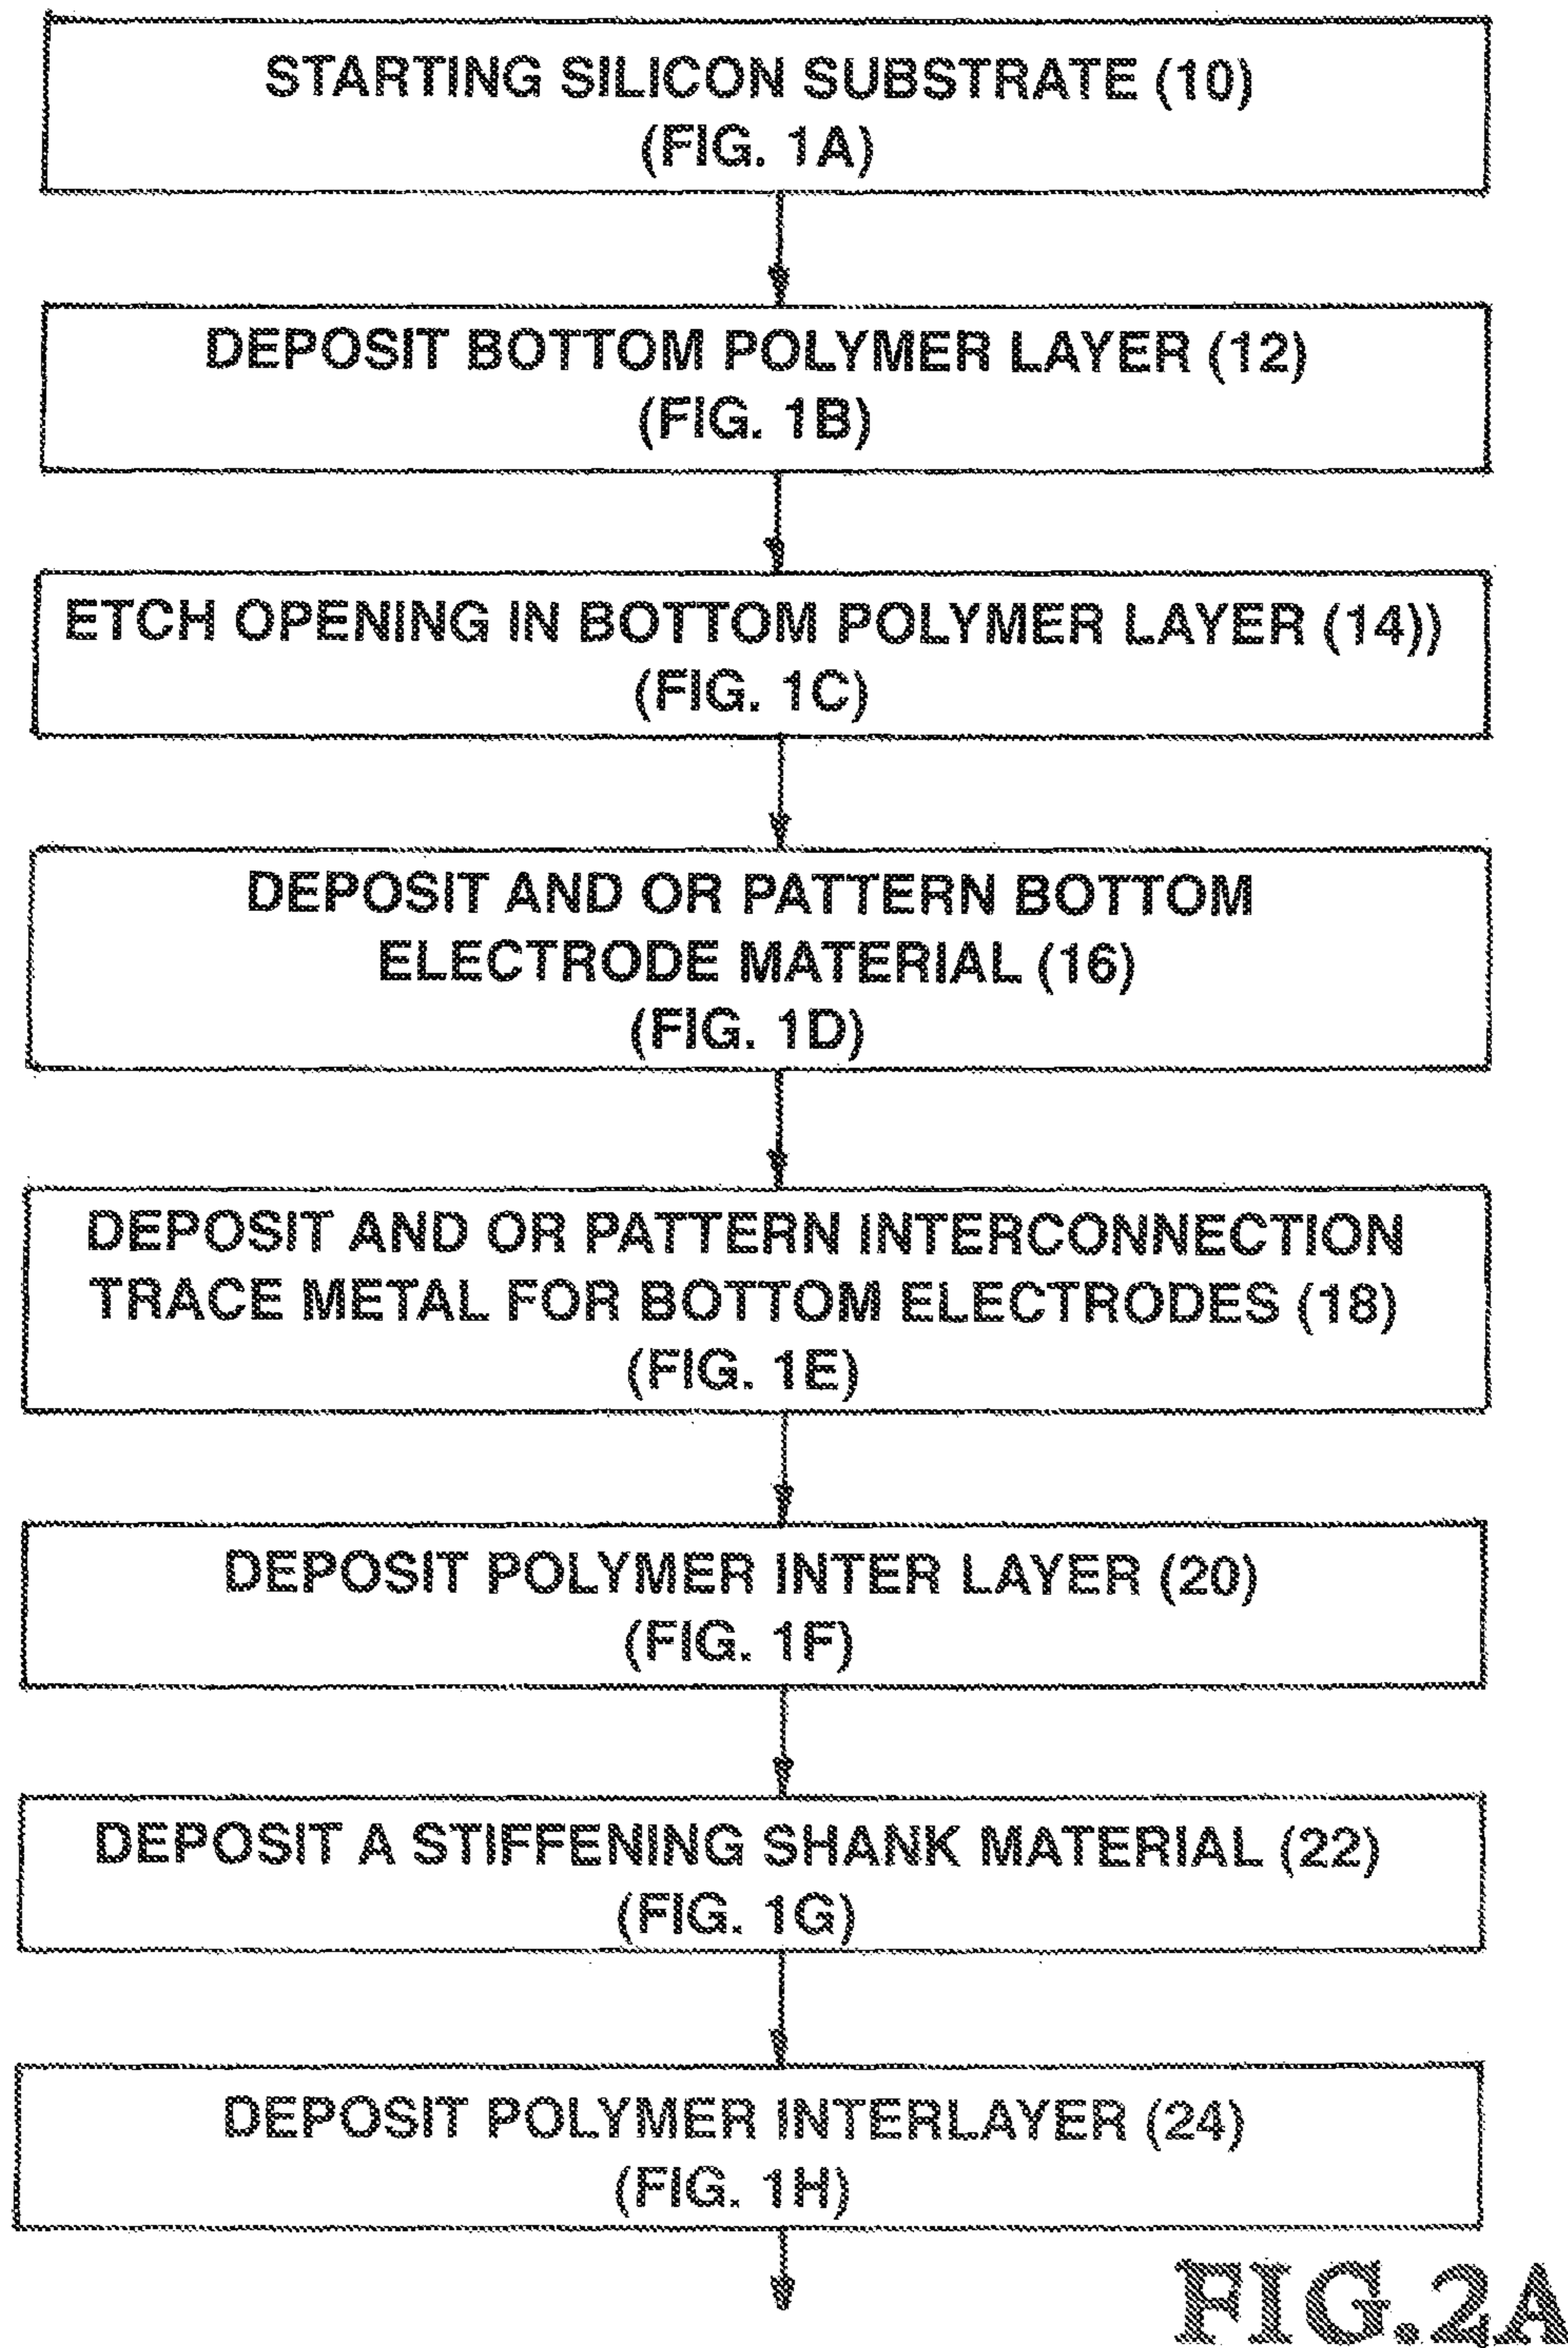 STARTING SILICON SUBSTRATE (10)
(FIG. 1A)
DEPOSIT BOTTOM POLYMER LAYER (12)
(FIG. 1B)
ETCH OPENING IN BOTTOM POLYMER LAYER (14))
(FIG. 1C)
DEPOSIT AND OR PATTERN BOTTOM
ELECTRODE MATERIAL (16)
(FIG. 1D)
DEPOSIT AND OR PATTERN INTERCONNECTION
TRACE METAL FOR BOTTOM ELECTRODES (18)
(FIG. 1E)
DEPOSIT POLYMER INTER LAYER (20)
(FIG. 1F)
DEPOSIT A STIFFENING SHANK MATERIAL (22)
(FIG. 1G)
DEPOSIT POLYMER INTERLAYER (24)
(FIG. 1H)
FIG.2A